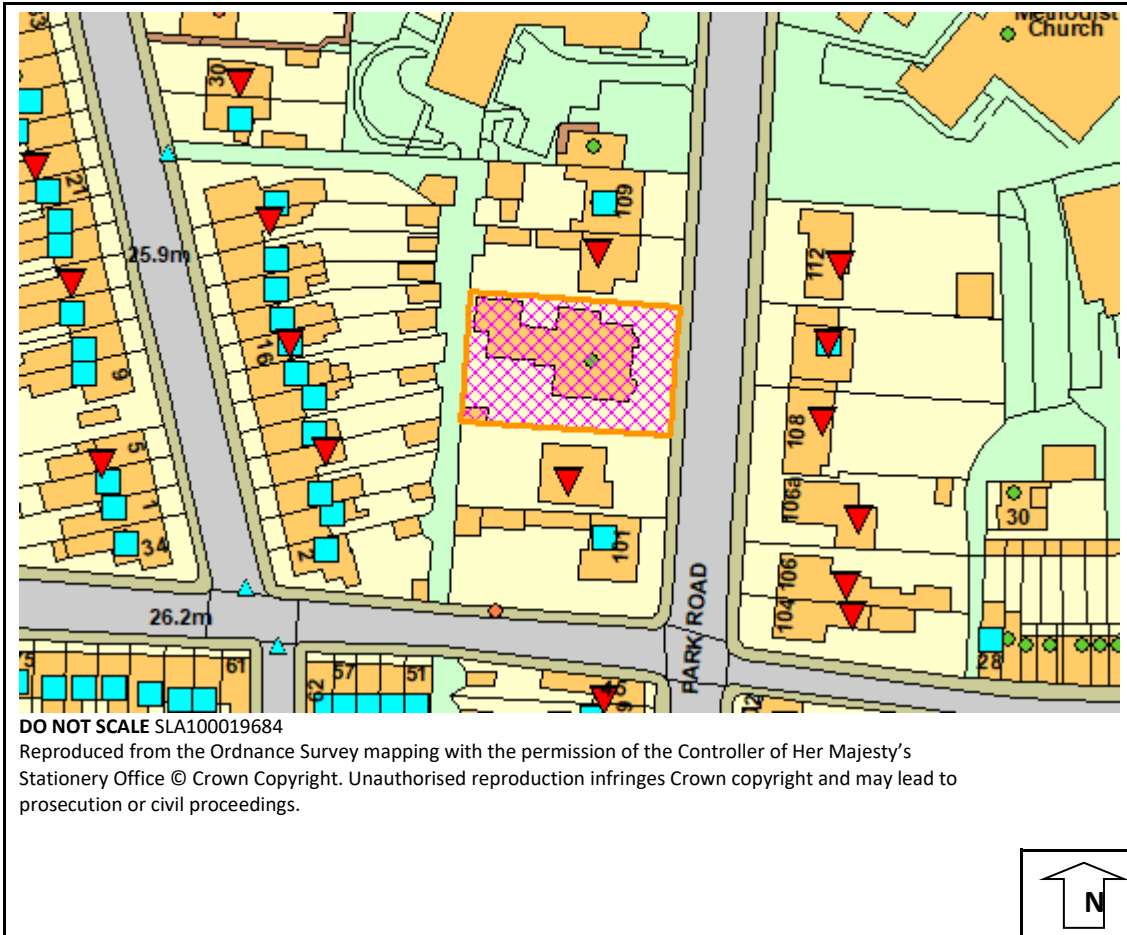 Methodist
Church
30
109
21
25.9m
112
16
9
108
5
106a
30
1
101
34
2
106
104
PARK ROAD
26.2m
28
61
57
51
62
DO NOT SCALE SLA100019684
Reproduced from the Ordnance Survey mapping with the permission of the Controller of Her Majesty’s
Stationery Office © Crown Copyright. Unauthorised reproduction infringes Crown copyright and may lead to
prosecution or civil proceedings.
N